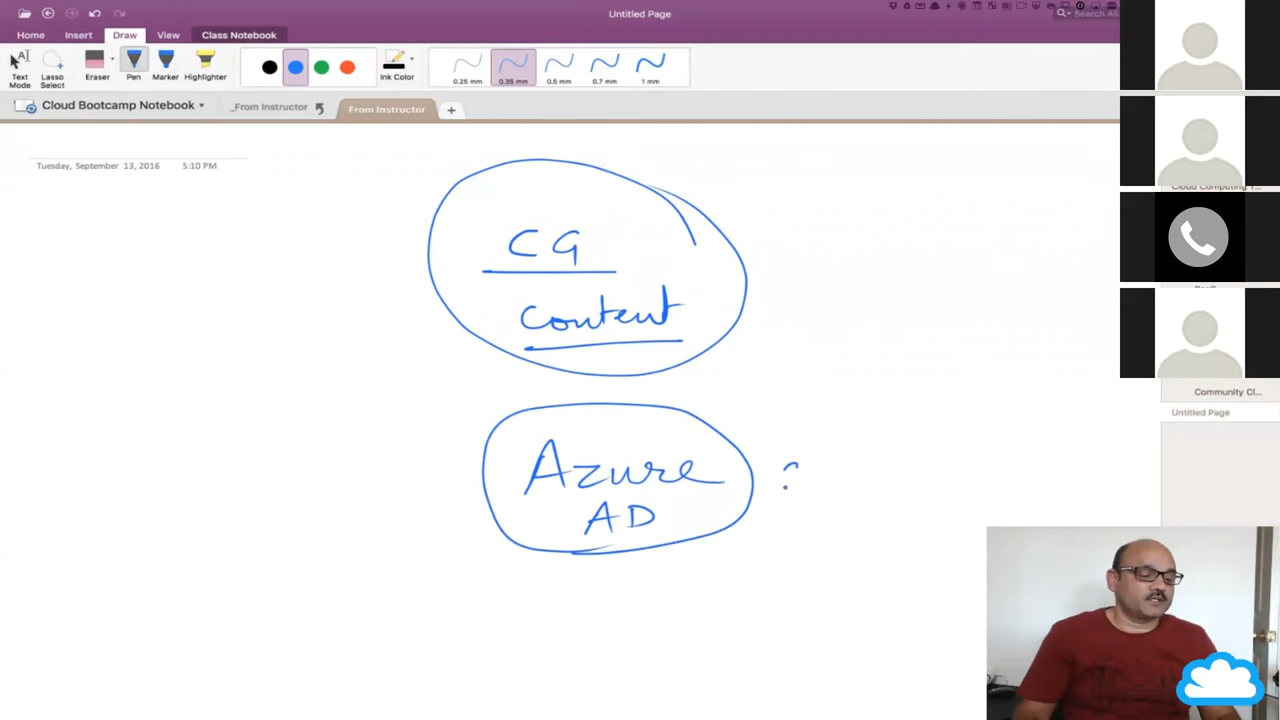 Untitled Page
Search All
Home Insert Draw View Class Notebook
Text Mode
Lasso Select
Eraser
Pen
Marker
Highlighter
Ink Color
0.25 mm 0.35 mm 0.5 mm 0.7 mm 1 mm
Cloud Bootcamp Notebook
_From Instructor
From Instructor
+
Tuesday, September 13, 2016 5:10 PM
CG
Content
Azure ?
AD
Community Cl...
Untitled Page